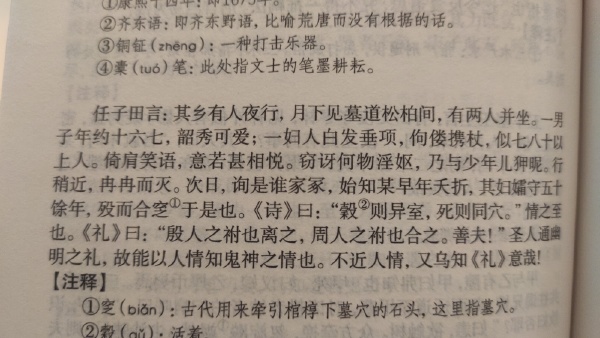 ①康熙十四年：即1675年。
②齐东语：即齐东野语，比喻荒唐而没有根据的话。
③铜钲（zhēng）：一种打击乐器。
④橐（tuó）笔：此处指文士的笔墨耕耘。
任子田言：其乡有人夜行，月下见墓道松柏间，有两人并坐。一男
子年约十六七，韶秀可爱；一妇人白发垂项，佝偻携杖，似七八十以
上人。倚肩笑语，意若甚相悦。窃讶何物淫妪，乃与少年儿狎昵。行
稍近，冉冉而灭。次日，询是谁家冢，始知某早年夭折，其妇孀守五十
馀年，殁而合窆①于是也。《诗》曰：“穀②则异室，死则同穴。”情之至
也。《礼》曰：“殷人之祔也离之，周人之祔也合之。善夫！”圣人通幽
明之礼，故能以人情知鬼神之情也。不近人情，又乌知《礼》意哉！
【注释】
①窆（biǎn）：古代用来牵引棺椁下墓穴的石头，这里指墓穴。
②穀（gǔ）：活着